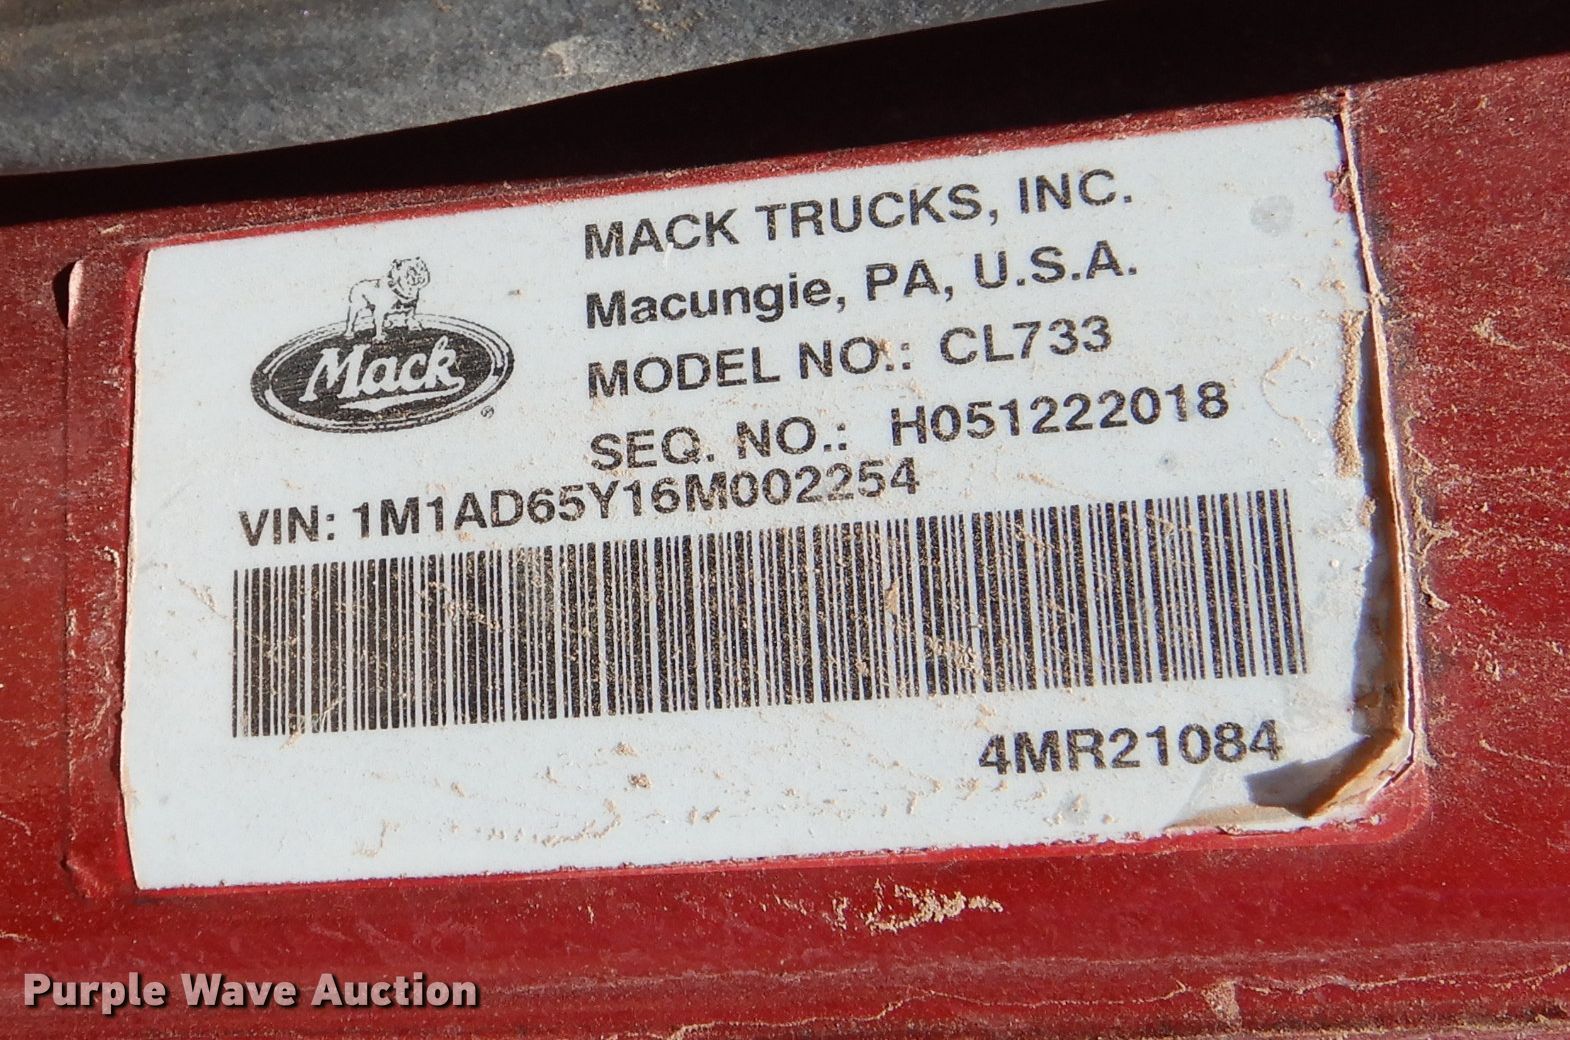 MACK TRUCKS, INC.
Macungie, PA, U.S.A.
Mack
MODEL NO.: CL733
SEQ. NO.: H051222018
VIN: 1M1AD65Y16M002254
4MR21084
Purple Wave Auction